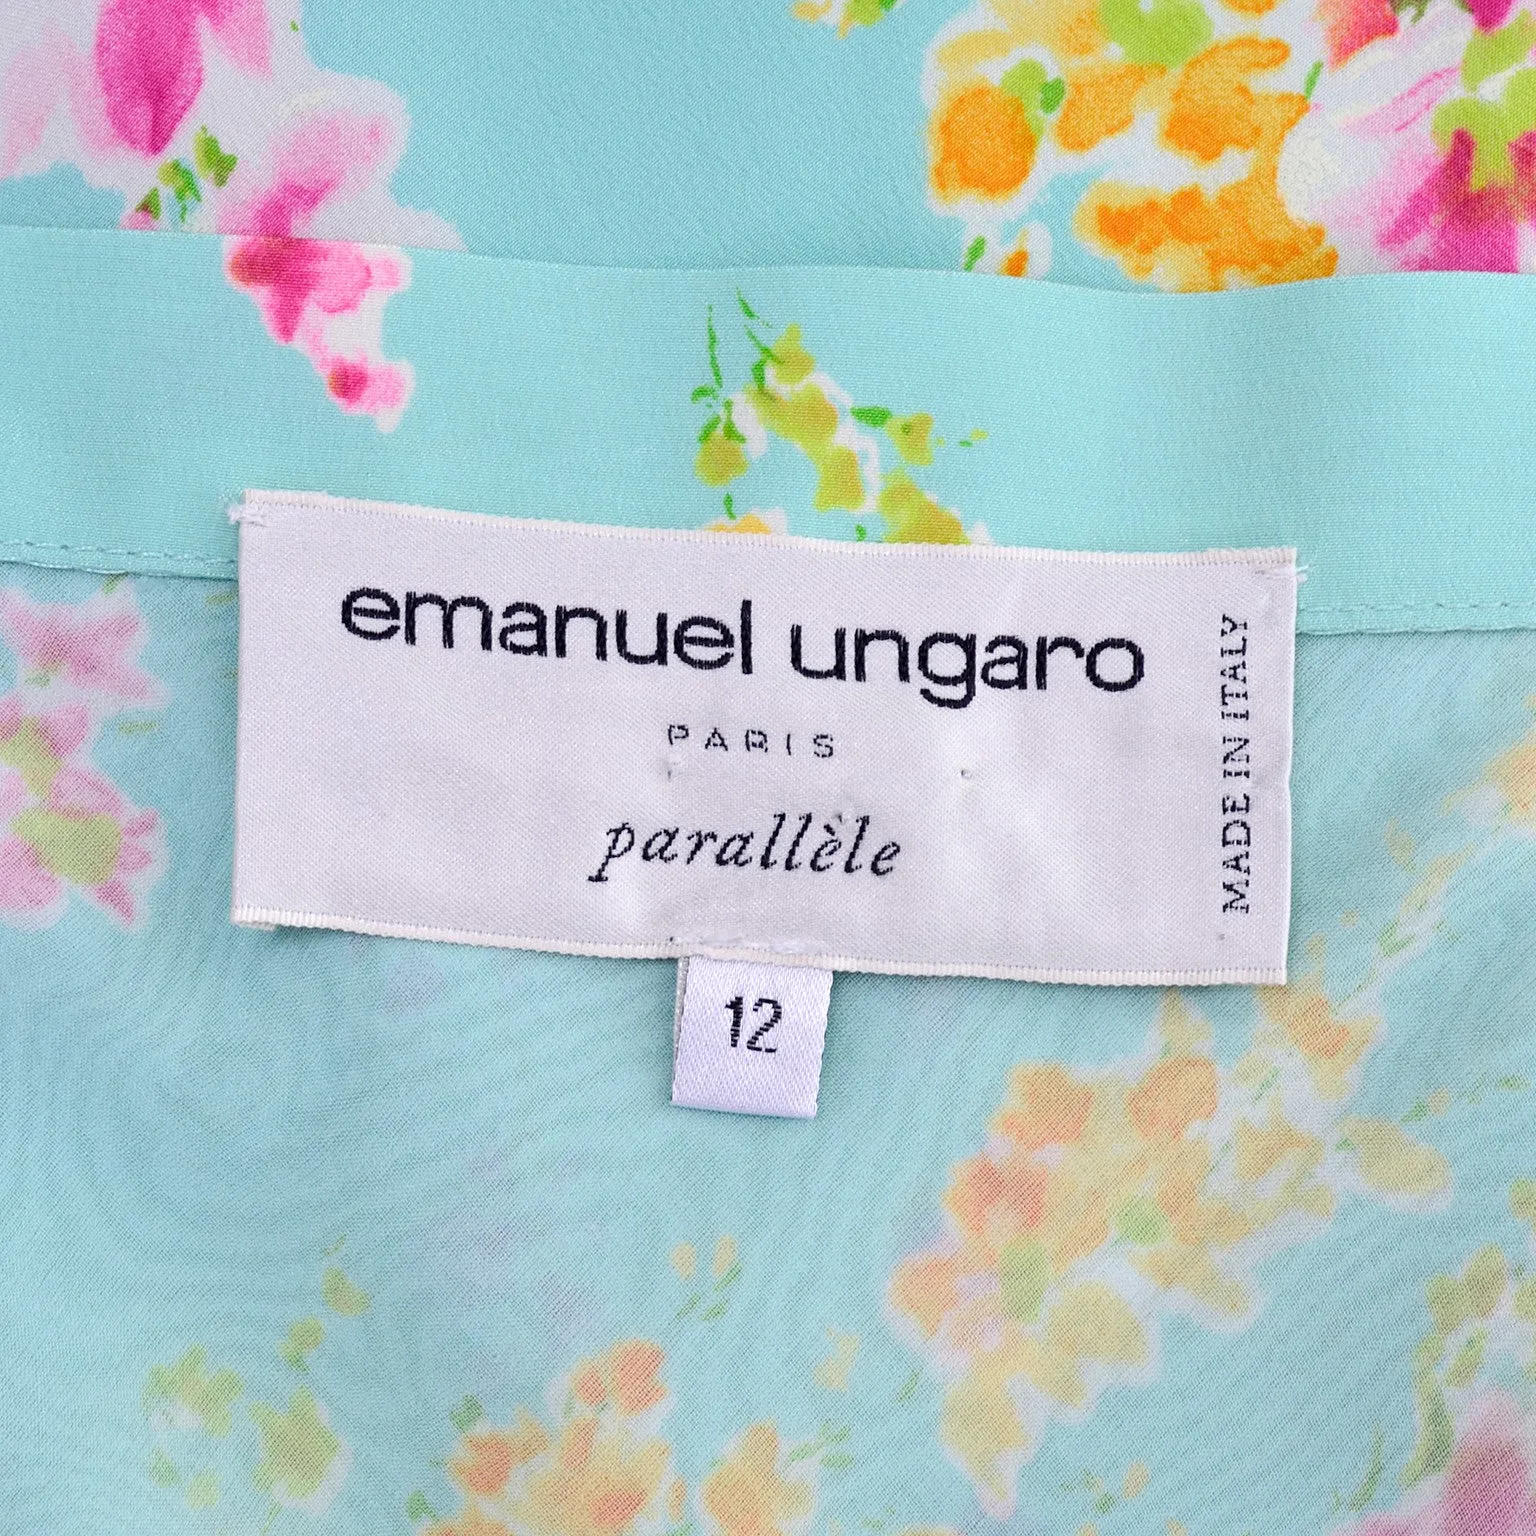 emanuel ungaro
PARIS
parallèle
MADE IN ITALY
12